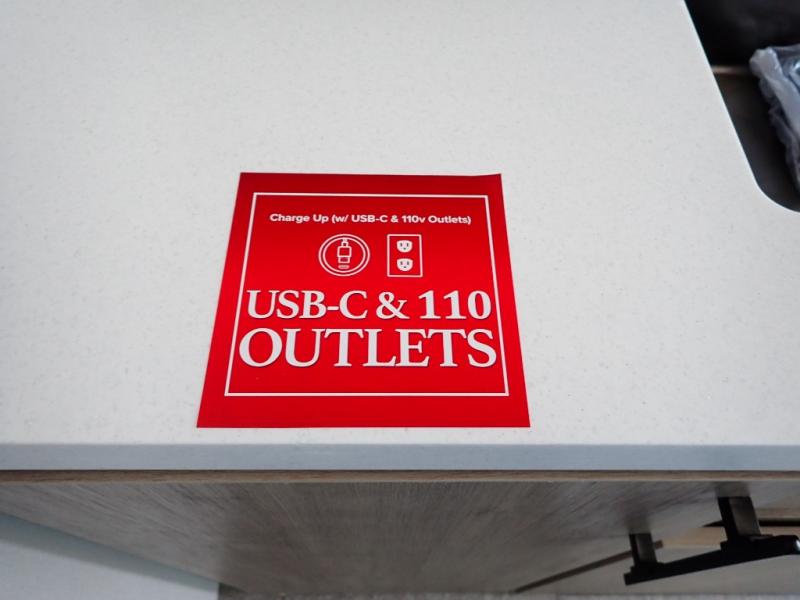 Charge Up (w/ USB-C & 110v Outlets)
USB-C & 110
OUTLETS